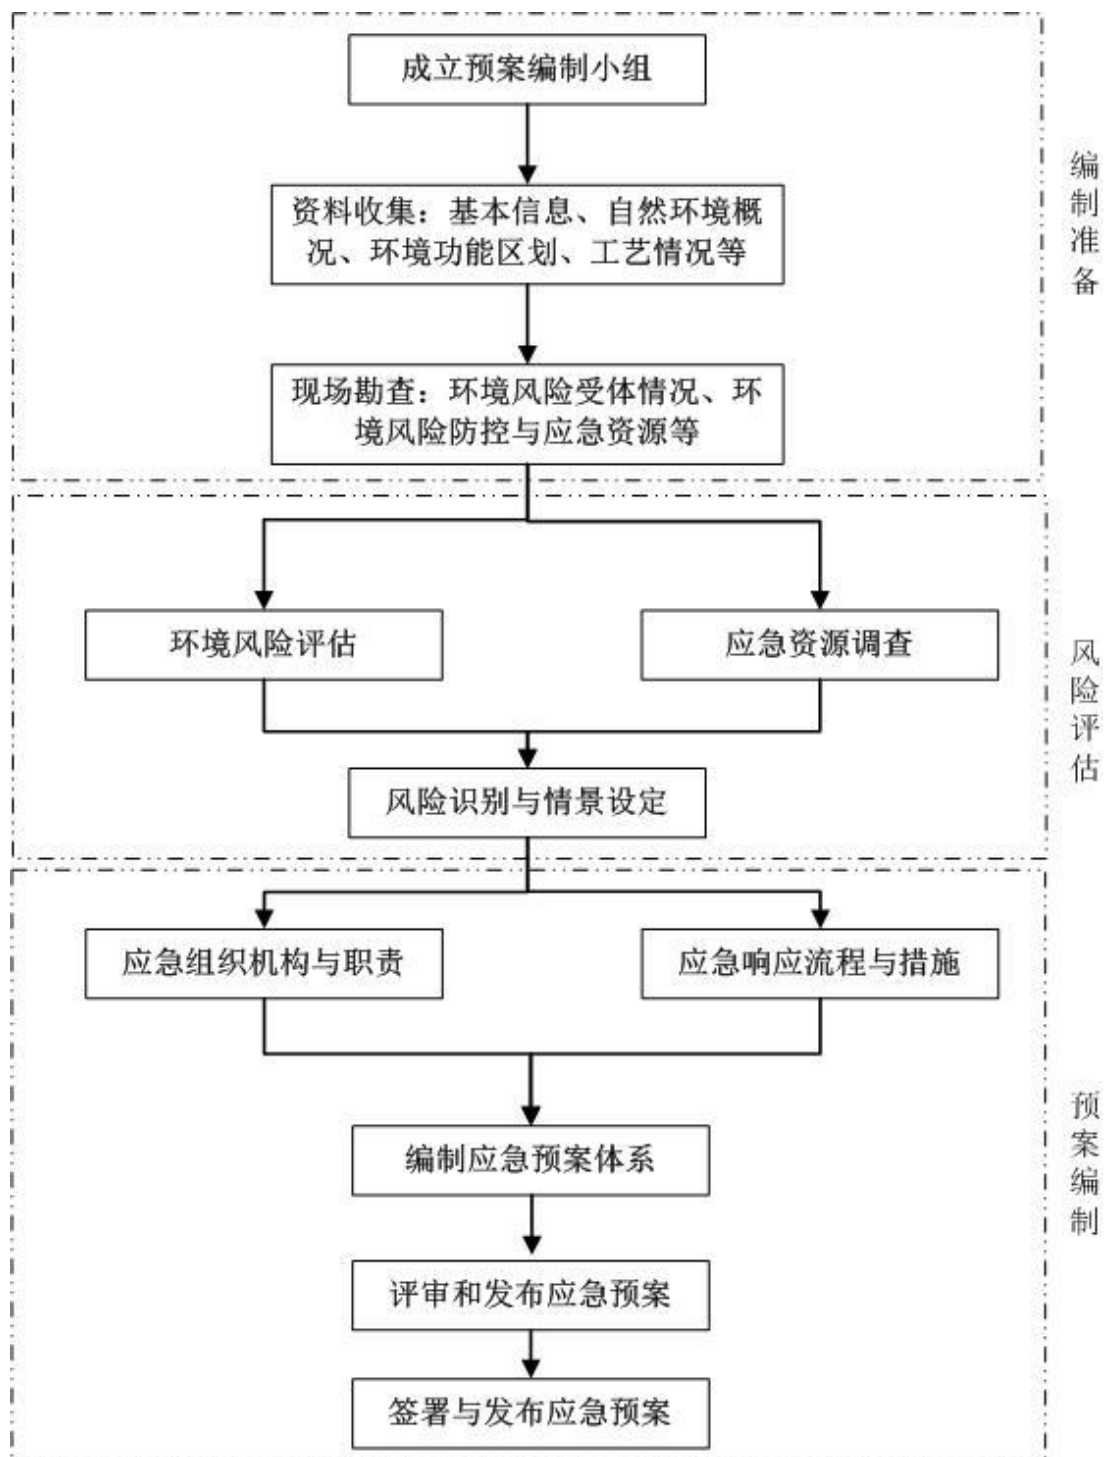 成立预案编制小组
资料收集：基本信息、自然环境概
况、环境功能区划、工艺情况等
现场勘查：环境风险受体情况、环
境风险防控与应急资源等
编制准备
环境风险评估
应急资源调查
风险识别与情景设定
风险评估
应急组织机构与职责
应急响应流程与措施
编制应急预案体系
评审和发布应急预案
签署与发布应急预案
预案编制